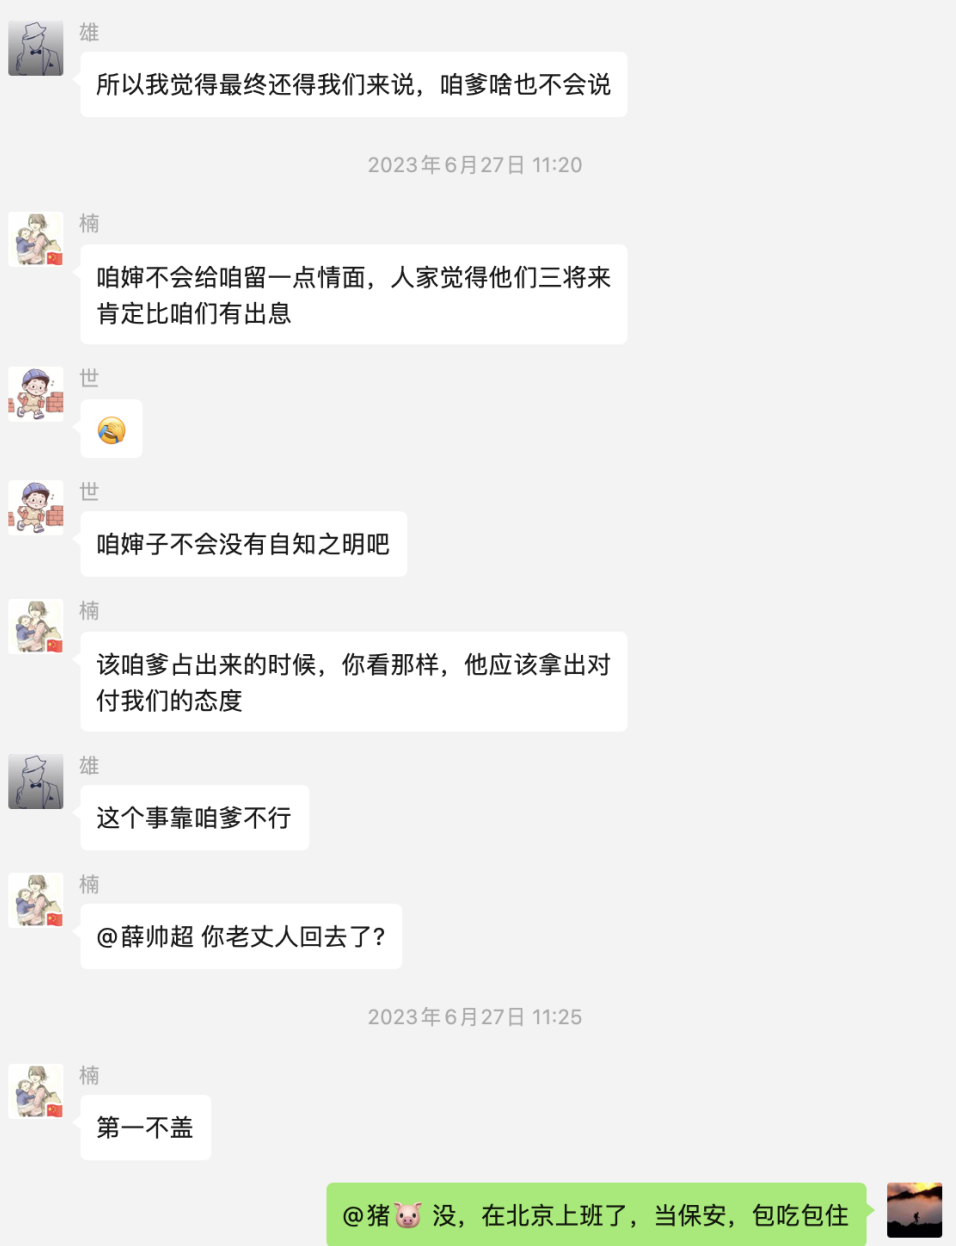 雄
所以我觉得最终还得我们来说，咱爹啥也不会说
2023年6月27日 11:20
楠
咱婶不会给咱留一点情面，人家觉得他们三将来
肯定比咱们有出息
世
🤣
世
咱婶子不会没有自知之明吧
楠
该咱爹占出来的时候，你看那样，他应该拿出对
付我们的态度
雄
这个事靠咱爹不行
楠
@薛帅超 你老丈人回去了?
2023年6月27日 11:25
楠
第一不盖
@猪🐷 没，在北京上班了，当保安，包吃包住